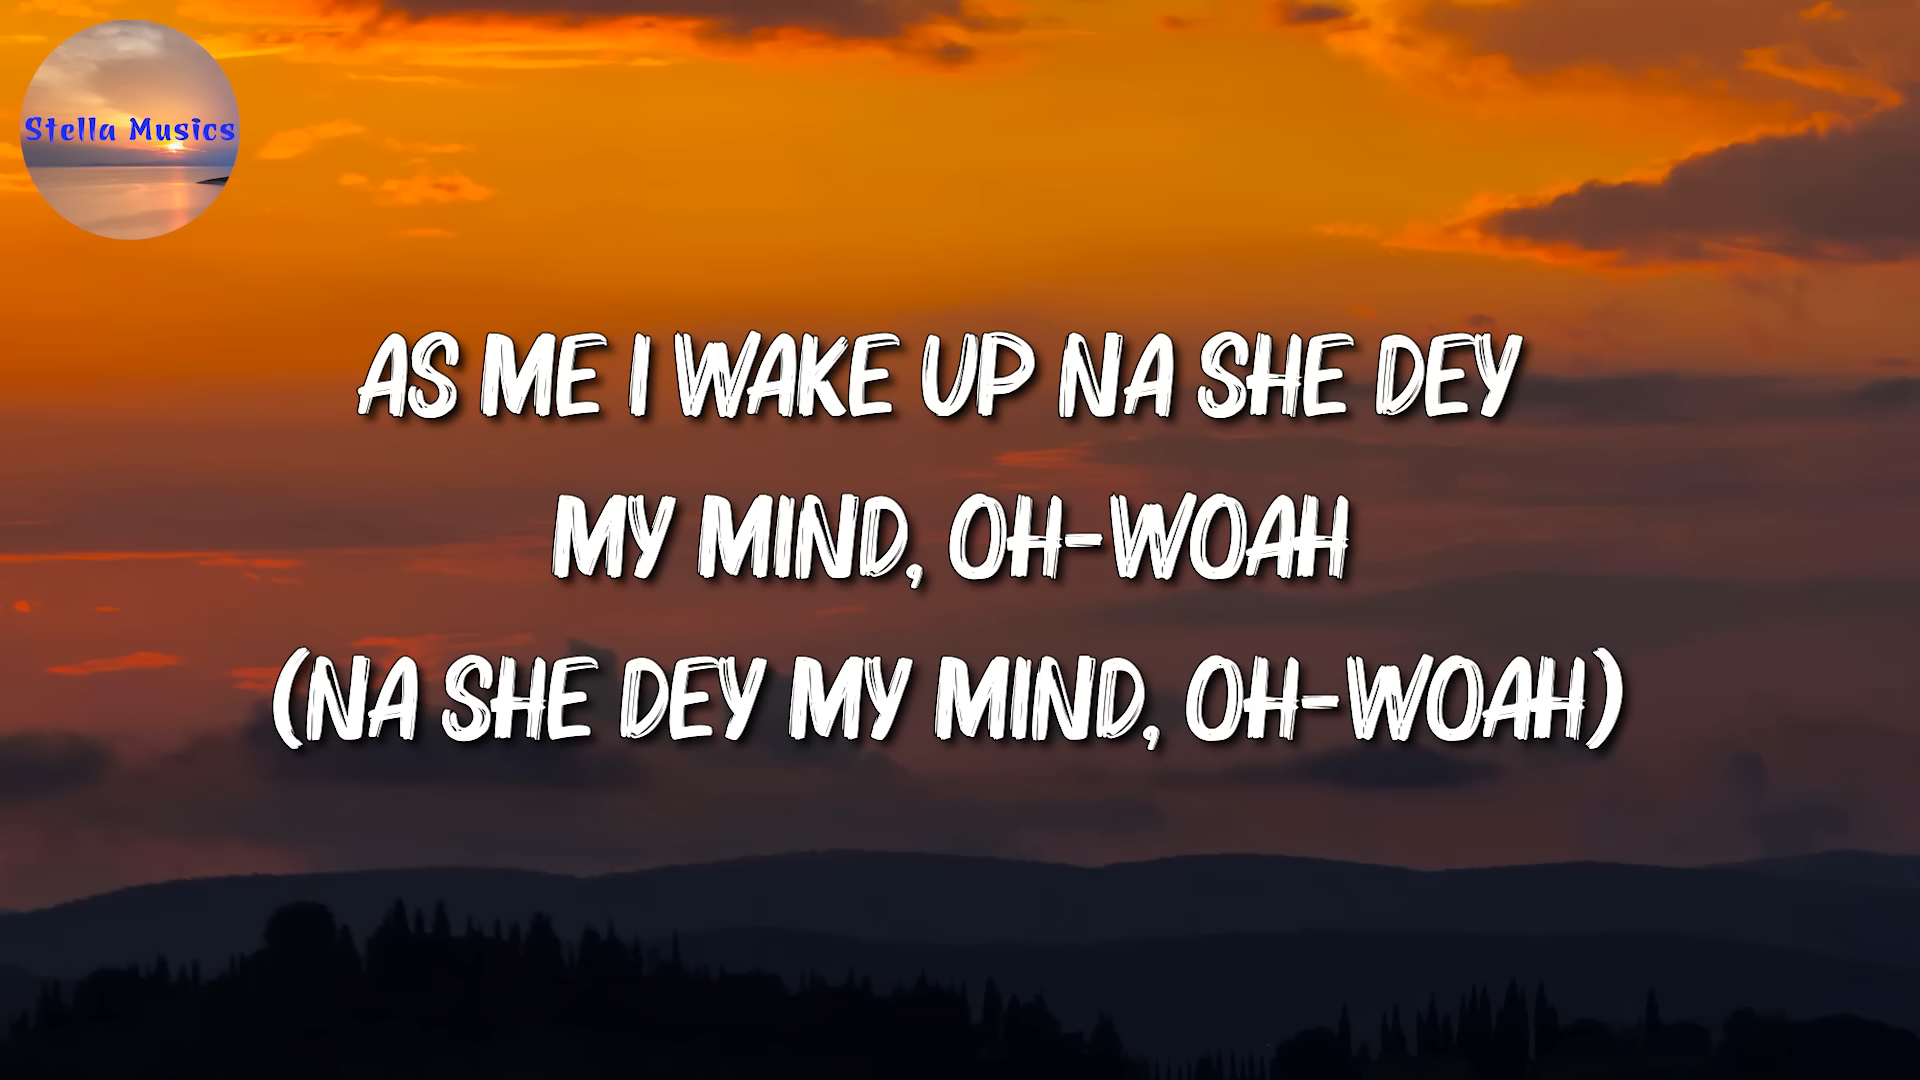 Stella Musics
AS ME I WAKE UP NA SHE DEY
MY MIND, OH-WOAH
(NA SHE DEY MY MIND, OH-WOAH)